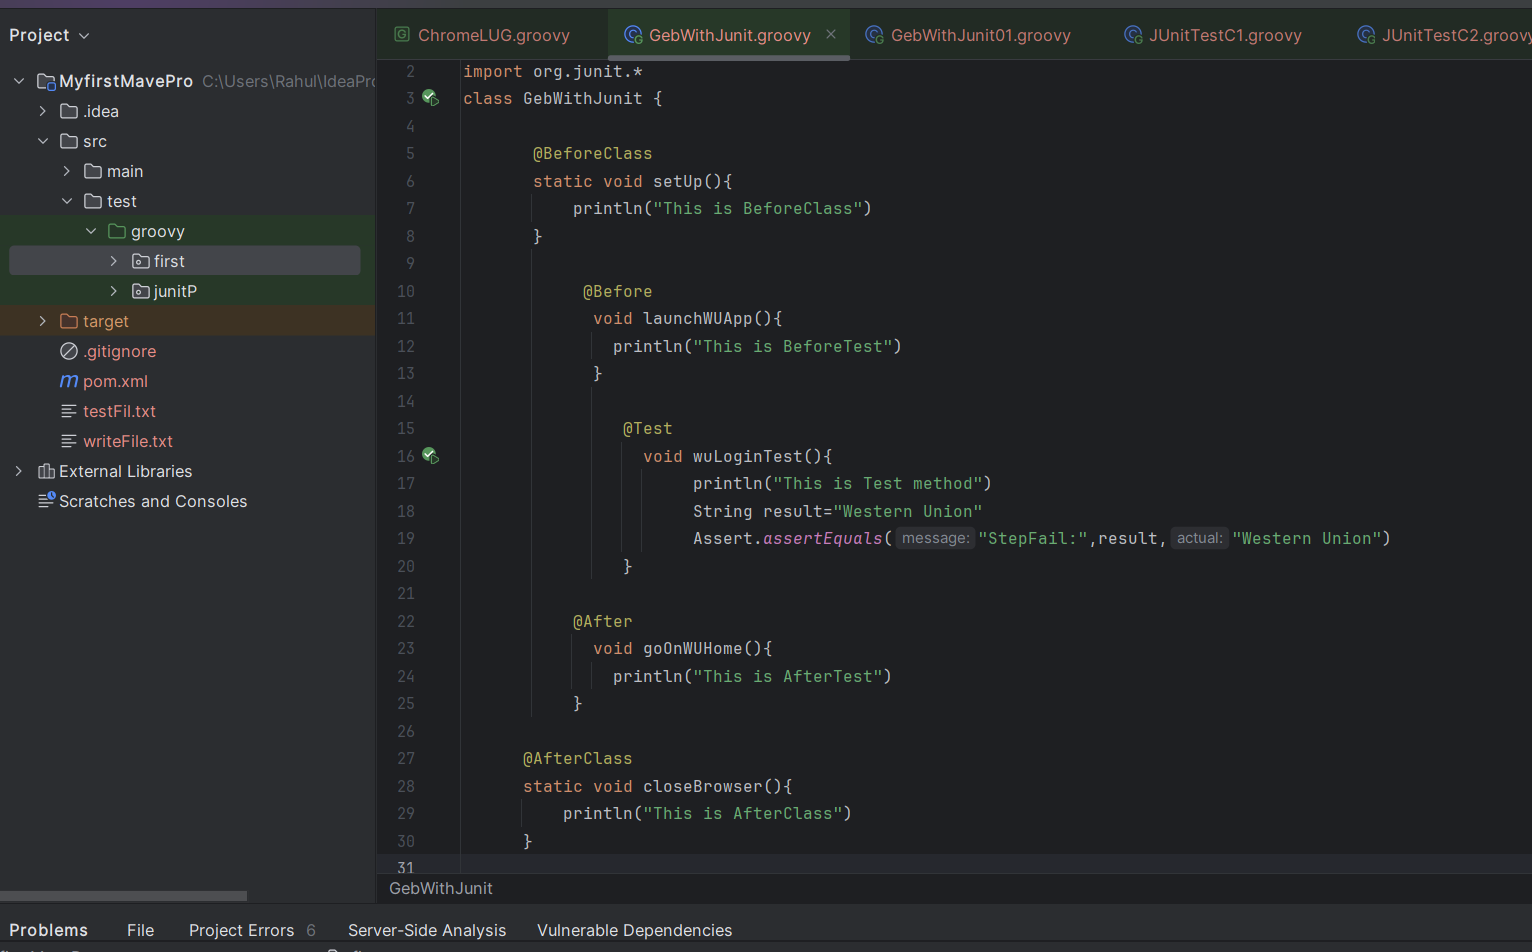 Project
MyfirstMavePro C:\Users\Rahul\IdeaPro
.idea
src
main
test
groovy
first
junitP
target
.gitignore
pom.xml
testFil.txt
writeFile.txt
External Libraries
Scratches and Consoles
ChromeLUG.groovy GebWithJunit.groovy GebWithJunit01.groovy JUnitTestC1.groovy JUnitTestC2.groovy
2 import org.junit.*
3 class GebWithJunit {
4
5 @BeforeClass
6 static void setUp(){
7 println("This is BeforeClass")
8 }
9
10 @Before
11 void launchWUApp(){
12 println("This is BeforeTest")
13 }
14
15 @Test
16 void wuLoginTest(){
17 println("This is Test method")
18 String result="Western Union"
19 Assert.assertEquals( message: "StepFail:",result, actual: "Western Union")
20 }
21
22 @After
23 void goOnWUHome(){
24 println("This is AfterTest")
25 }
26
27 @AfterClass
28 static void closeBrowser(){
29 println("This is AfterClass")
30 }
31
GebWithJunit
Problems File Project Errors 6 Server-Side Analysis Vulnerable Dependencies